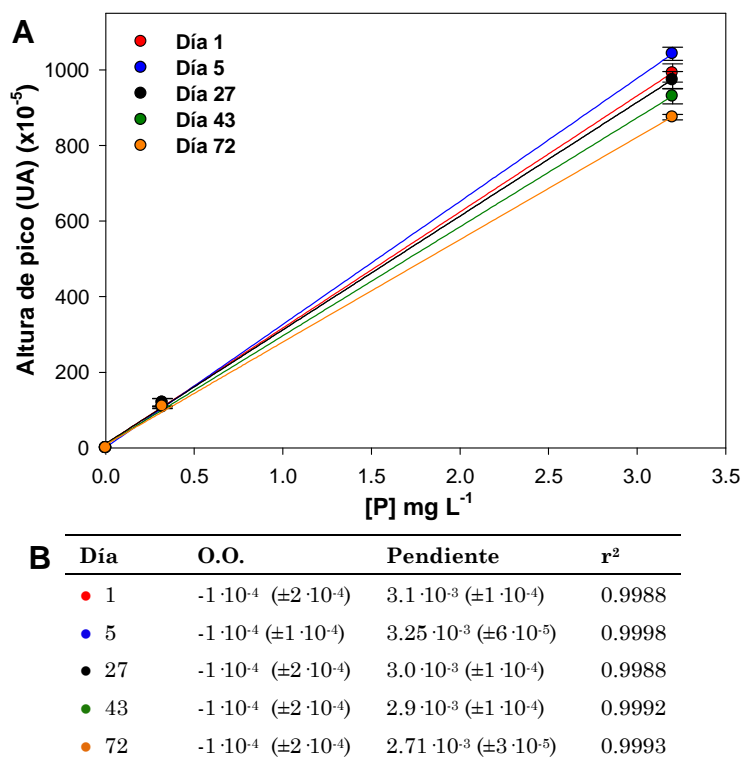 A
Día 1
Día 5
Día 27
Día 43
Día 72
Altura de pico (UA) (x10⁻⁵)
1000
800
600
400
200
0
0.0 0.5 1.0 1.5 2.0 2.5 3.0 3.5
[P] mg L⁻¹
B
Día O.O. Pendiente r²
1 -1·10⁻⁴ (±2·10⁻⁴) 3.1·10⁻³ (±1·10⁻⁴) 0.9988
5 -1·10⁻⁴ (±1·10⁻⁴) 3.25·10⁻³ (±6·10⁻⁵) 0.9998
27 -1·10⁻⁴ (±2·10⁻⁴) 3.0·10⁻³ (±1·10⁻⁴) 0.9988
43 -1·10⁻⁴ (±2·10⁻⁴) 2.9·10⁻³ (±1·10⁻⁴) 0.9992
72 -1·10⁻⁴ (±2·10⁻⁴) 2.71·10⁻³ (±3·10⁻⁵) 0.9993